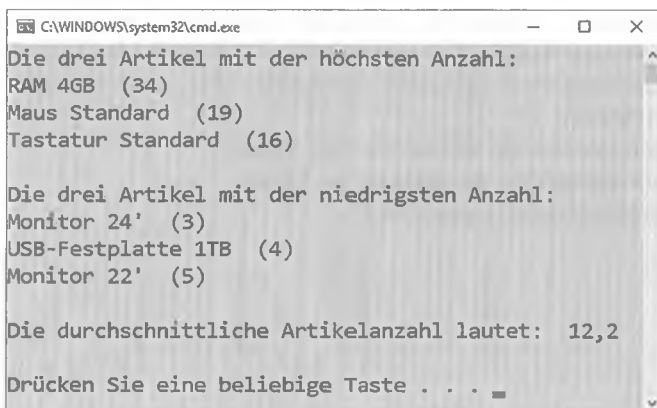 C:\WINDOWS\system32\cmd.exe
Die drei Artikel mit der höchsten Anzahl:
RAM 4GB  (34)
Maus Standard  (19)
Tastatur Standard  (16)
Die drei Artikel mit der niedrigsten Anzahl:
Monitor 24'  (3)
USB-Festplatte 1TB  (4)
Monitor 22'  (5)
Die durchschnittliche Artikelanzahl lautet:  12,2
Drücken Sie eine beliebige Taste . . .